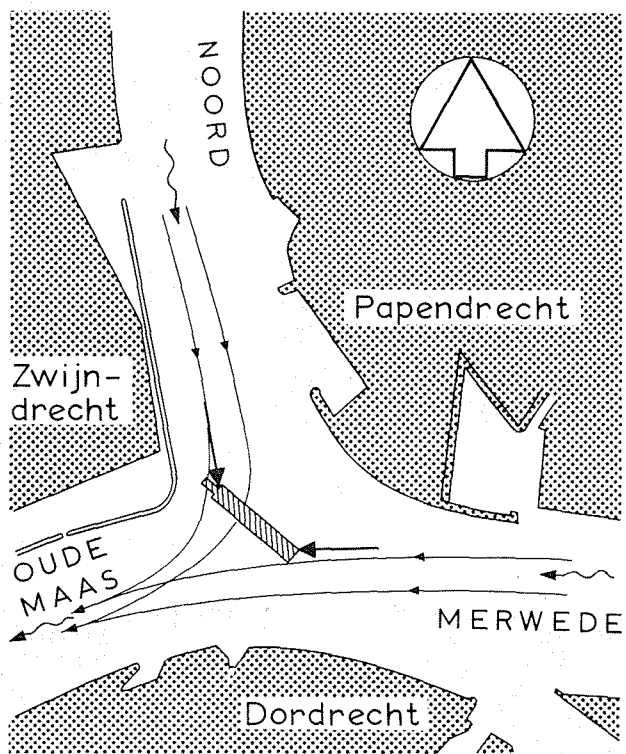 NOORD
Papendrecht
Zwijn-
drecht
OUDE
MAAS
MERWEDE
Dordrecht